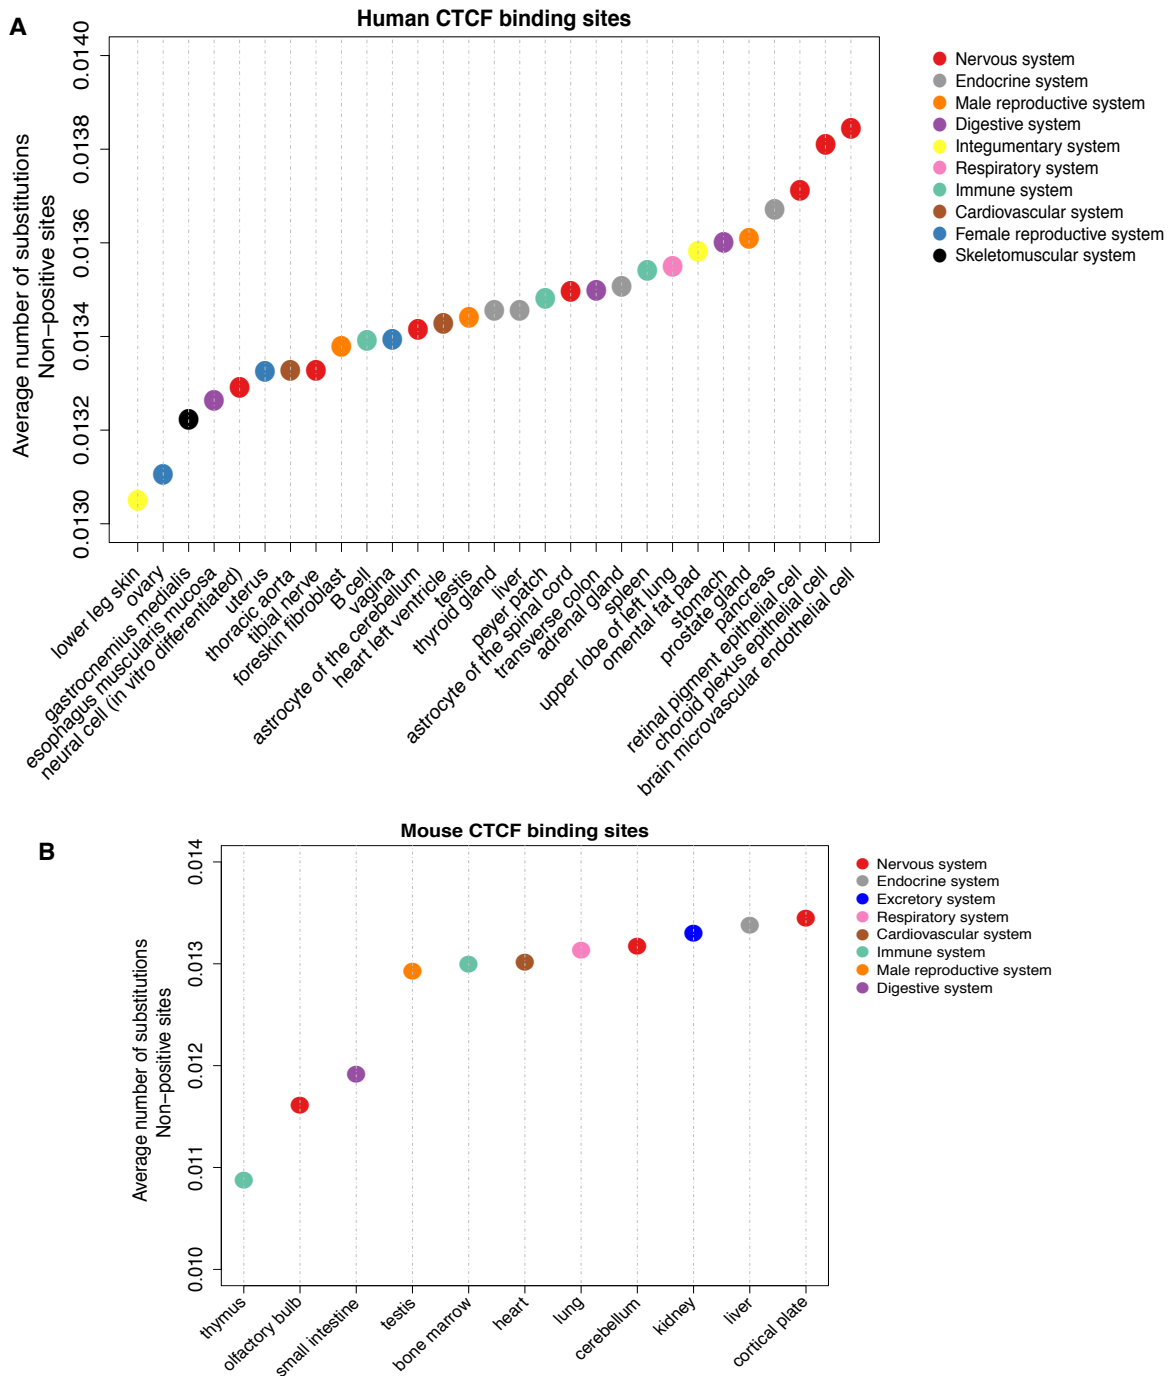 A
Human CTCF binding sites
Average number of substitutions
Non−positive sites
0.0140
0.0138
0.0136
0.0134
0.0132
0.0130
lower leg skin
ovary
gastrocnemius medialis
esophagus muscularis mucosa
neural cell (in vitro differentiated)
uterus
thoracic aorta
tibial nerve
foreskin fibroblast
B cell
vagina
astrocyte of the cerebellum
heart left ventricle
testis
thyroid gland
liver
peyer patch
astrocyte of the spinal cord
transverse colon
adrenal gland
spleen
upper lobe of left lung
omental fat pad
stomach
prostate gland
pancreas
retinal pigment epithelial cell
choroid plexus epithelial cell
brain microvascular endothelial cell
Nervous system
Endocrine system
Male reproductive system
Digestive system
Integumentary system
Respiratory system
Immune system
Cardiovascular system
Female reproductive system
Skeletomuscular system
B
Mouse CTCF binding sites
Average number of substitutions
Non−positive sites
0.014
0.013
0.012
0.011
0.010
thymus
olfactory bulb
small intestine
testis
bone marrow
heart
lung
cerebellum
kidney
liver
cortical plate
Nervous system
Endocrine system
Excretory system
Respiratory system
Cardiovascular system
Immune system
Male reproductive system
Digestive system